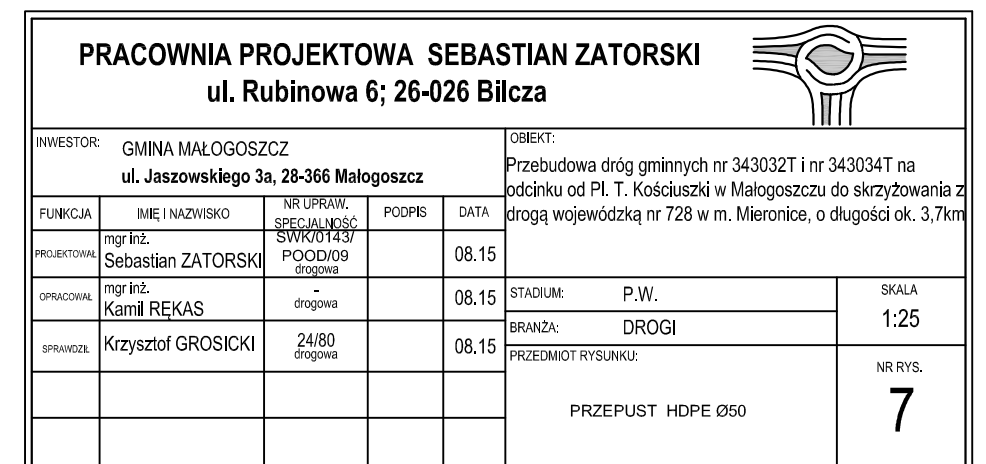 PRACOWNIA PROJEKTOWA SEBASTIAN ZATORSKI
ul. Rubinowa 6; 26-026 Bilcza
INWESTOR:
GMINA MAŁOGOSZCZ
ul. Jaszowskiego 3a, 28-366 Małogoszcz
OBIEKT:
Przebudowa dróg gminnych nr 343032T i nr 343034T na
odcinku od Pl. T. Kościuszki w Małogoszczu do skrzyżowania z
drogą wojewódzką nr 728 w m. Mieronice, o długości ok. 3,7km
FUNKCJA IMIĘ I NAZWISKO NR UPRAW. SPECJALNOŚĆ PODPIS DATA
PROJEKTOWAŁ mgr inż. Sebastian ZATORSKI SWK/0143/ POOD/09 drogowa 08.15
OPRACOWAŁ mgr inż. Kamil RĘKAS - drogowa 08.15
SPRAWDZIŁ Krzysztof GROSICKI 24/80 drogowa 08.15
STADIUM: P.W.
BRANŻA: DROGI
SKALA
1:25
PRZEDMIOT RYSUNKU:
PRZEPUST HDPE Ø50
NR RYS.
7